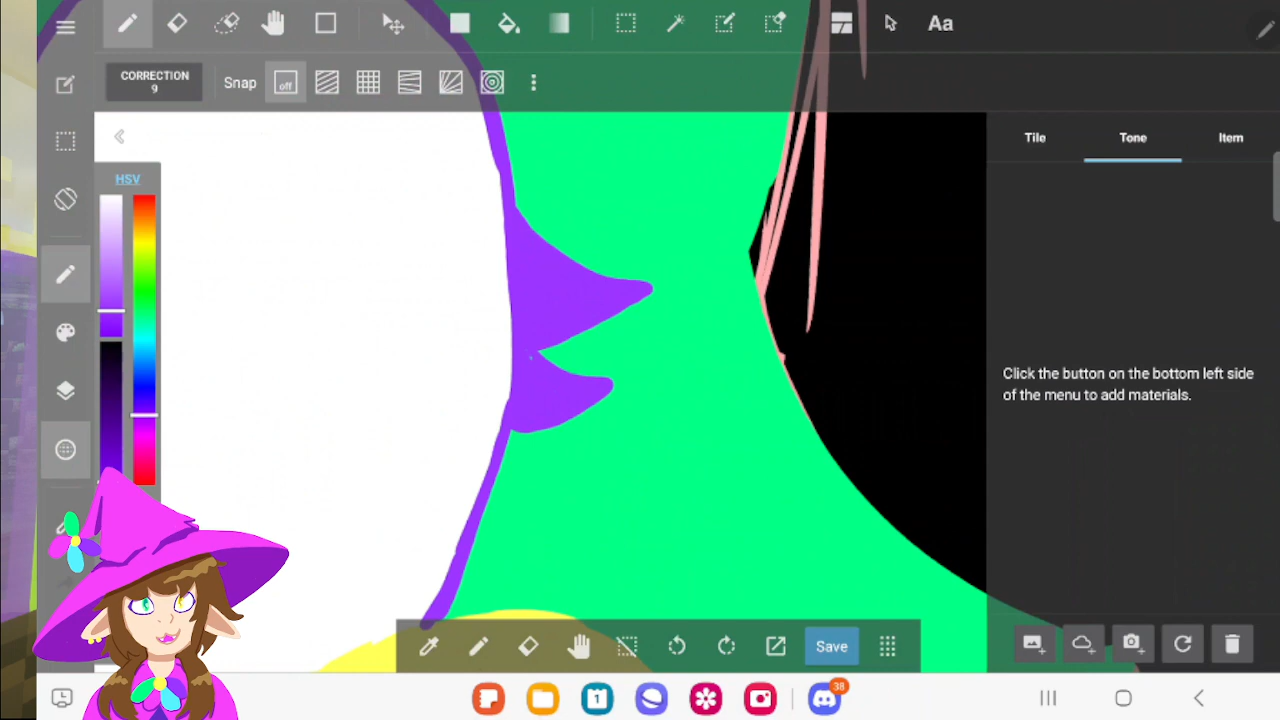 Aa
CORRECTION
9
Snap
off
HSV
Tile
Tone
Item
Click the button on the bottom left side
of the menu to add materials.
Save
1
38